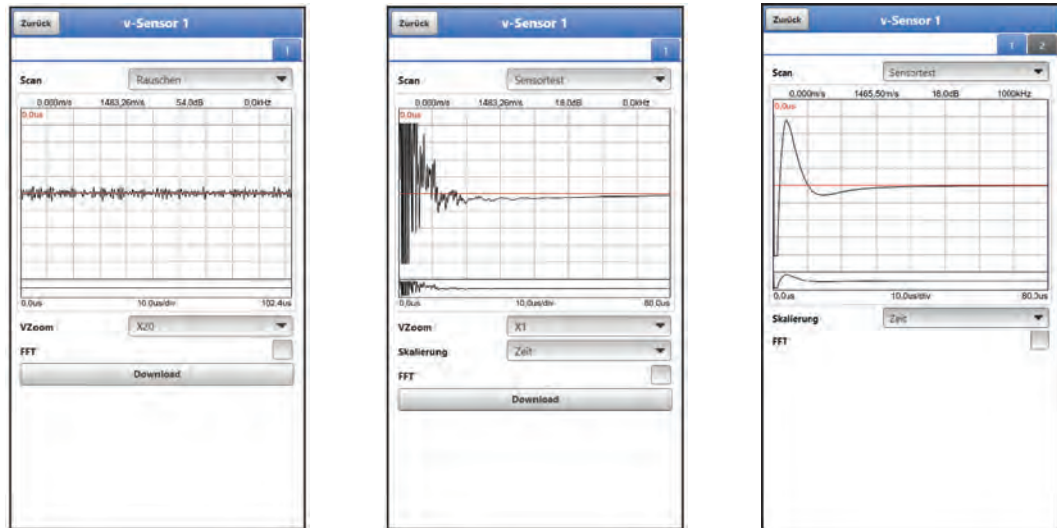 Zurück v-Sensor 1
1
Scan Rauschen
0.000m/s 1483,26m/s 54.0dB 0.0kHz
0.0us
0.0us 10.0us/div 102.4us
VZoom X20
FFT
Download
Zurück v-Sensor 1
1
Scan Sensortest
0.000m/s 1483,26m/s 18.0dB 0.0kHz
0.0us
0.0us 10.0us/div 80.0us
VZoom X1
Skalierung Zeit
FFT
Download
Zurück v-Sensor 1
1 2
Scan Sensortest
0.000m/s 1465,50m/s 18.0dB 1000kHz
0.0us
0.0us 10.0us/div 80.0us
Skalierung Zeit
FFT